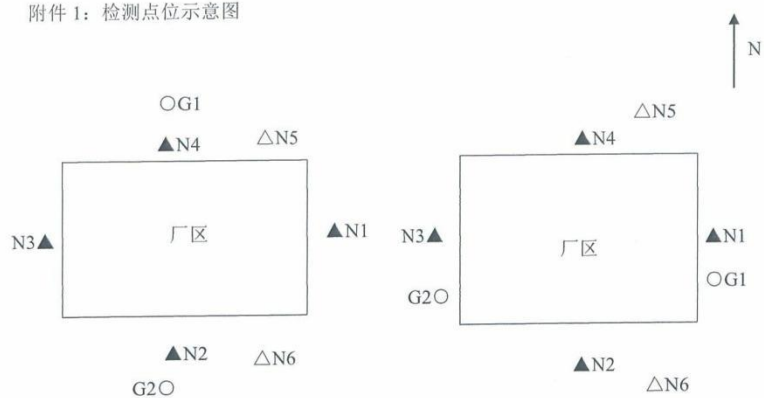 附件 1：检测点位示意图
N
○G1
▲N4
△N5
N3▲
厂区
▲N1
▲N2
△N6
G2○
△N5
▲N4
N3▲
厂区
▲N1
○G1
G2○
▲N2
△N6